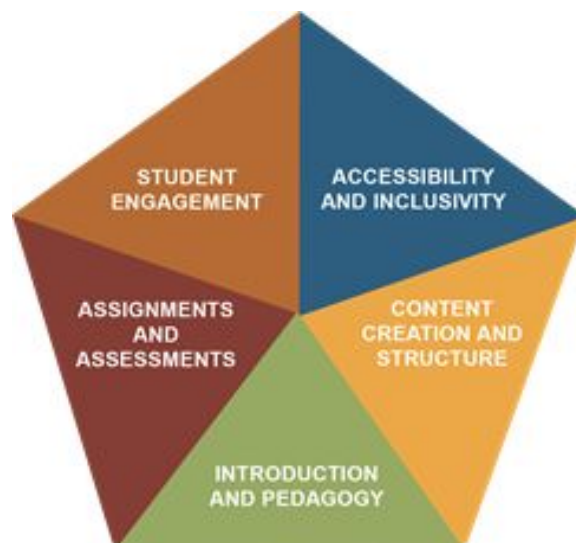 STUDENT
ENGAGEMENT
ACCESSIBILITY
AND INCLUSIVITY
ASSIGNMENTS
AND
ASSESSMENTS
CONTENT
CREATION AND
STRUCTURE
INTRODUCTION
AND PEDAGOGY